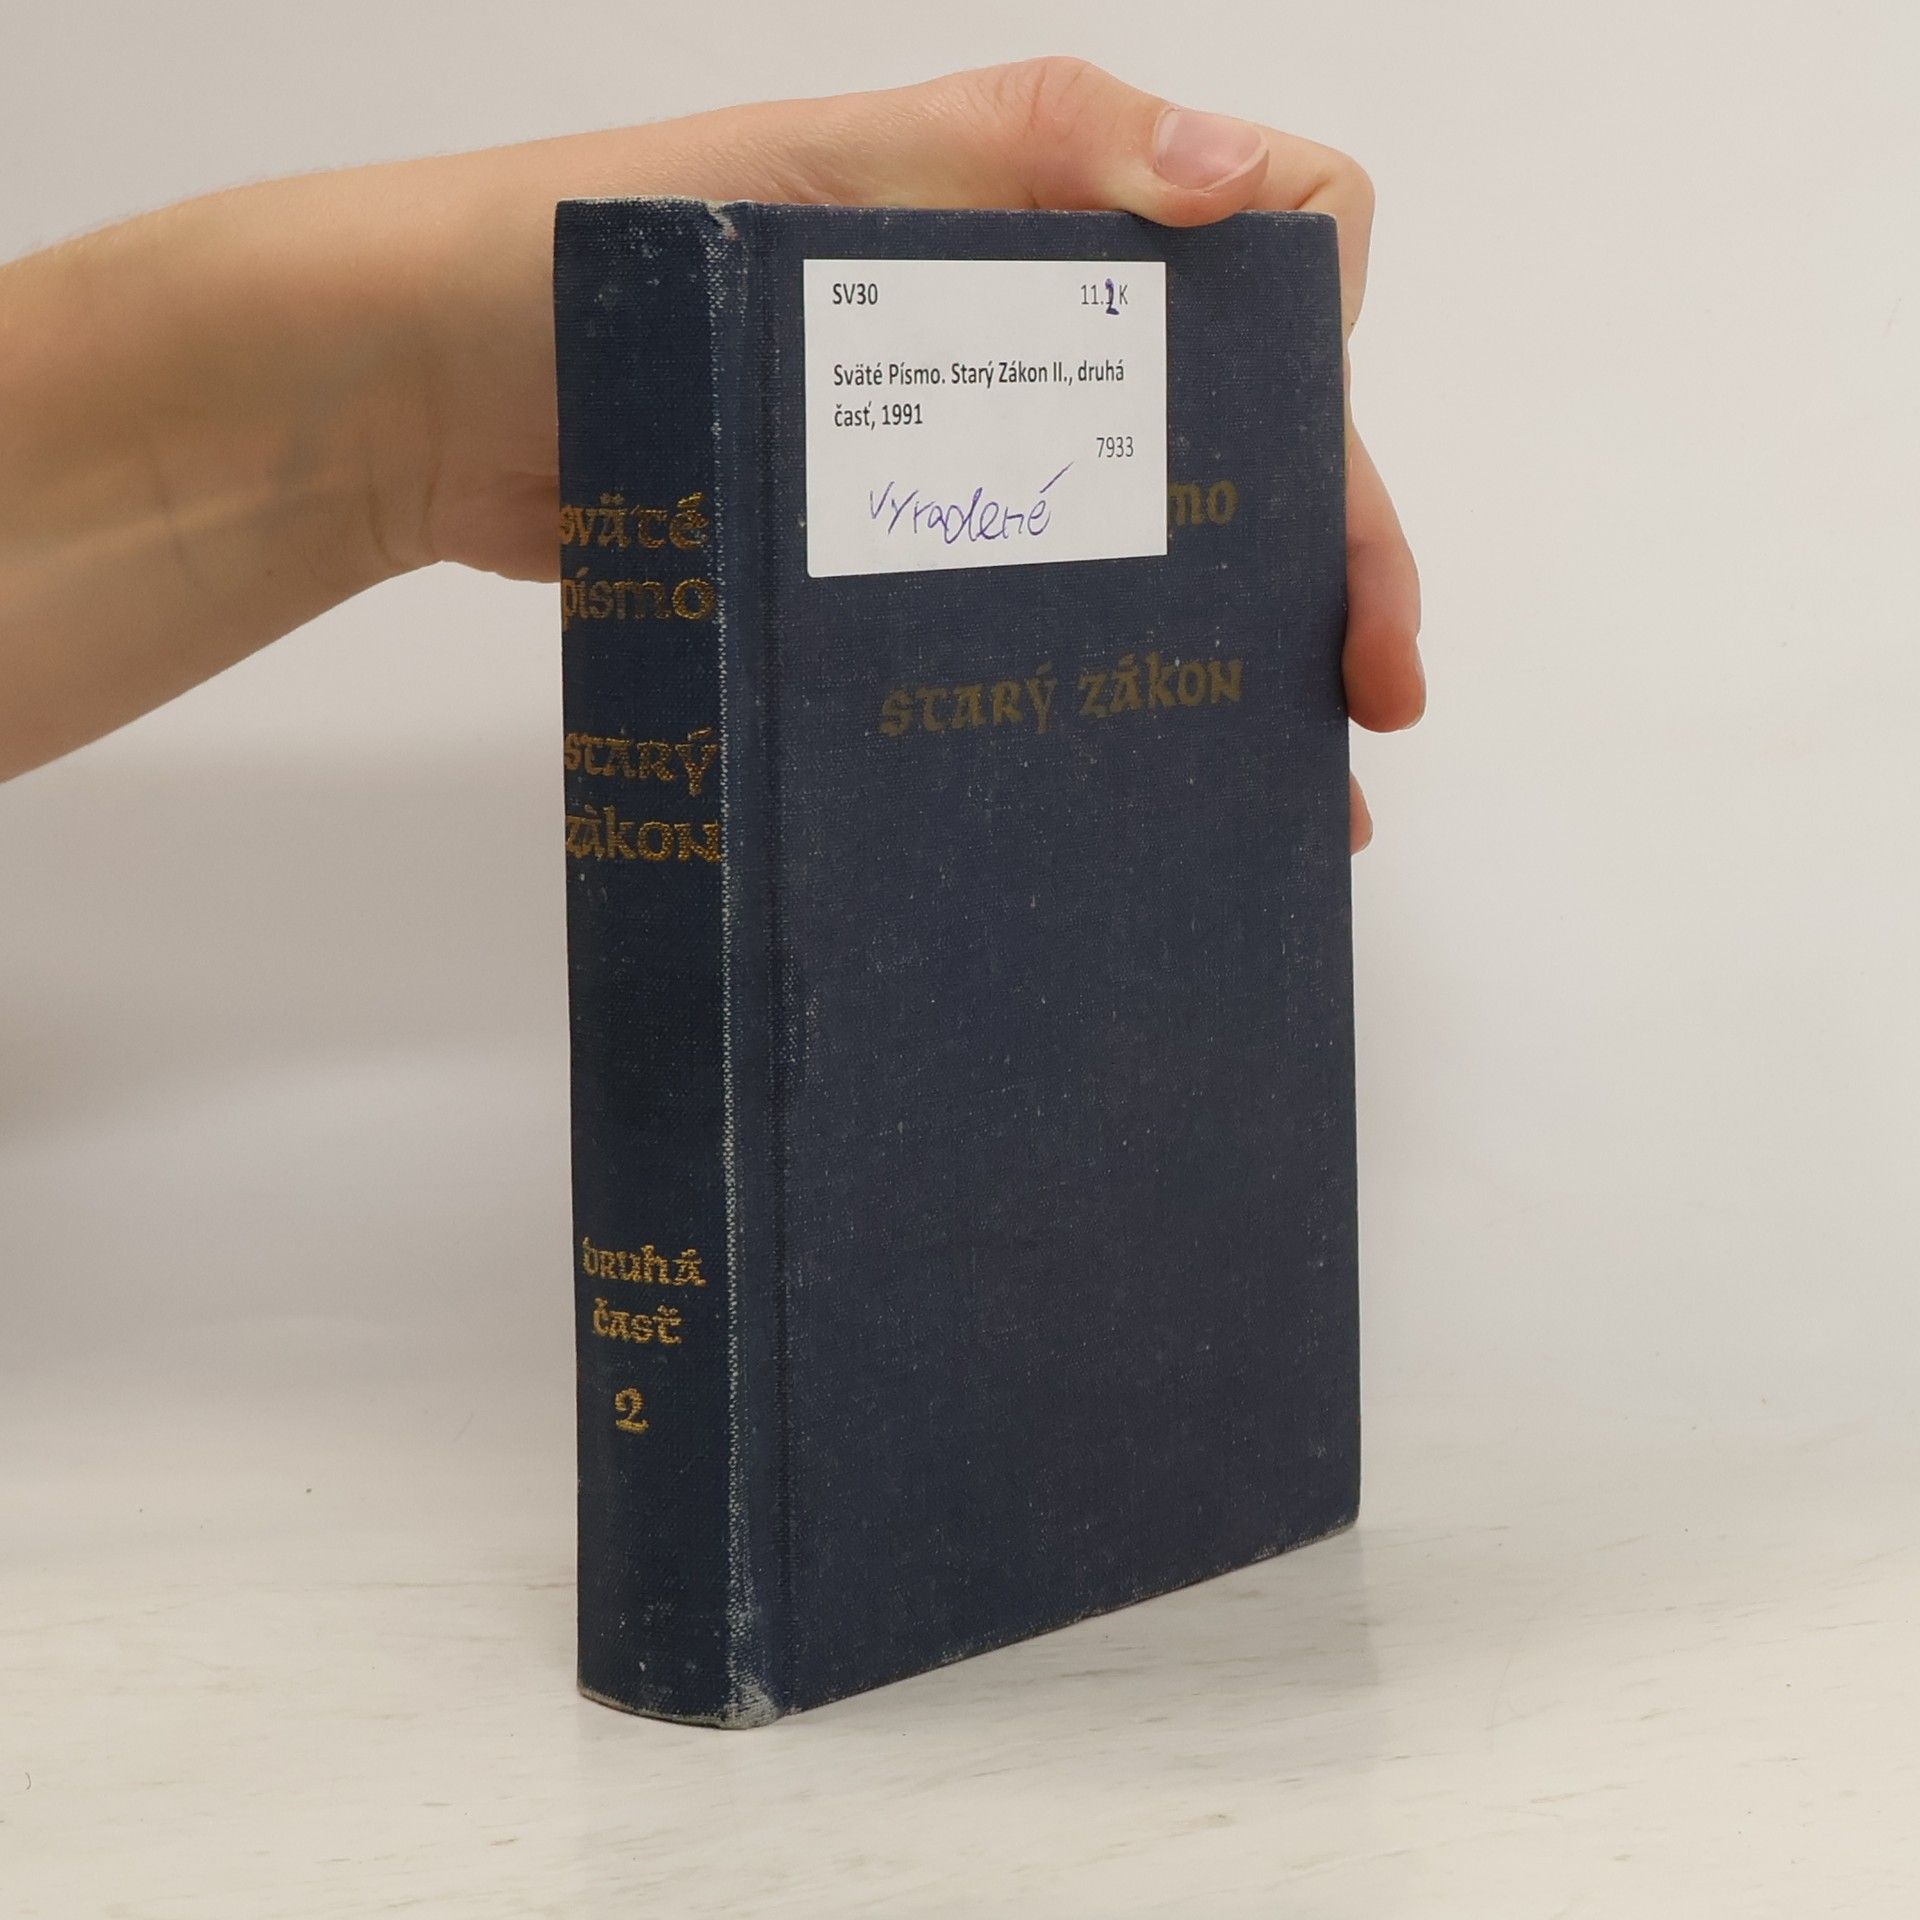 sväté
písmo
starý
zákon
druhá
časť
2
SV30 11.2 K
Sväté Písmo. Starý Zákon II., druhá
časť, 1991
7933
vyradené
starý zákon